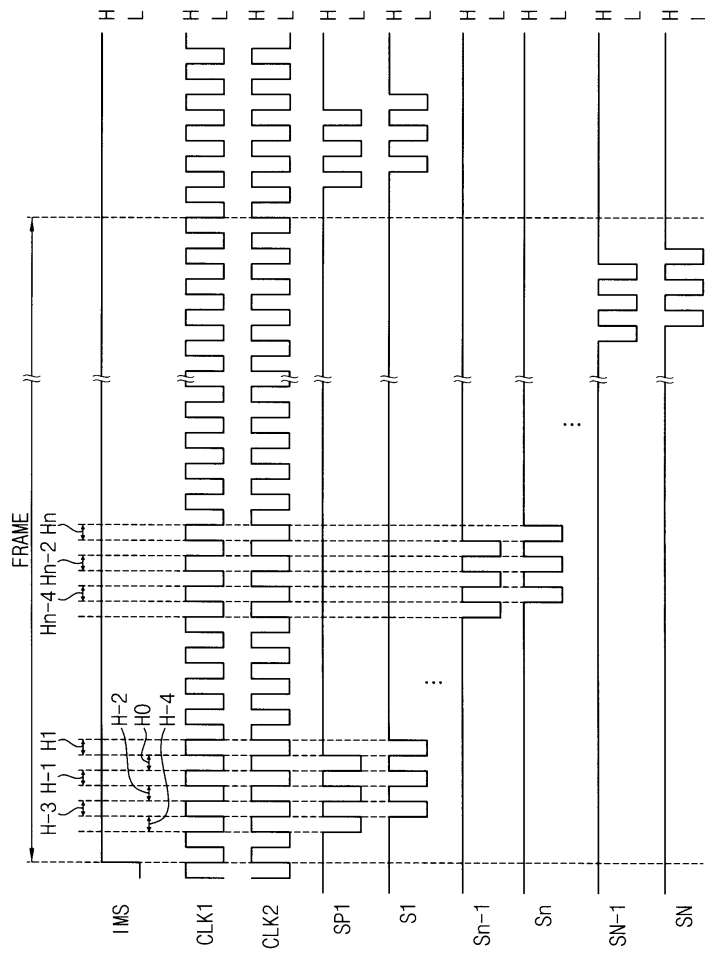 FRAME
H-3 H-1 H1 Hn-4 Hn-2 Hn
H-2
H0
H-4
IMS
H
L
CLK1
H
L
CLK2
H
L
SP1
H
L
S1
H
L
...
Sn-1
H
L
Sn
H
L
...
SN-1
H
L
SN
H